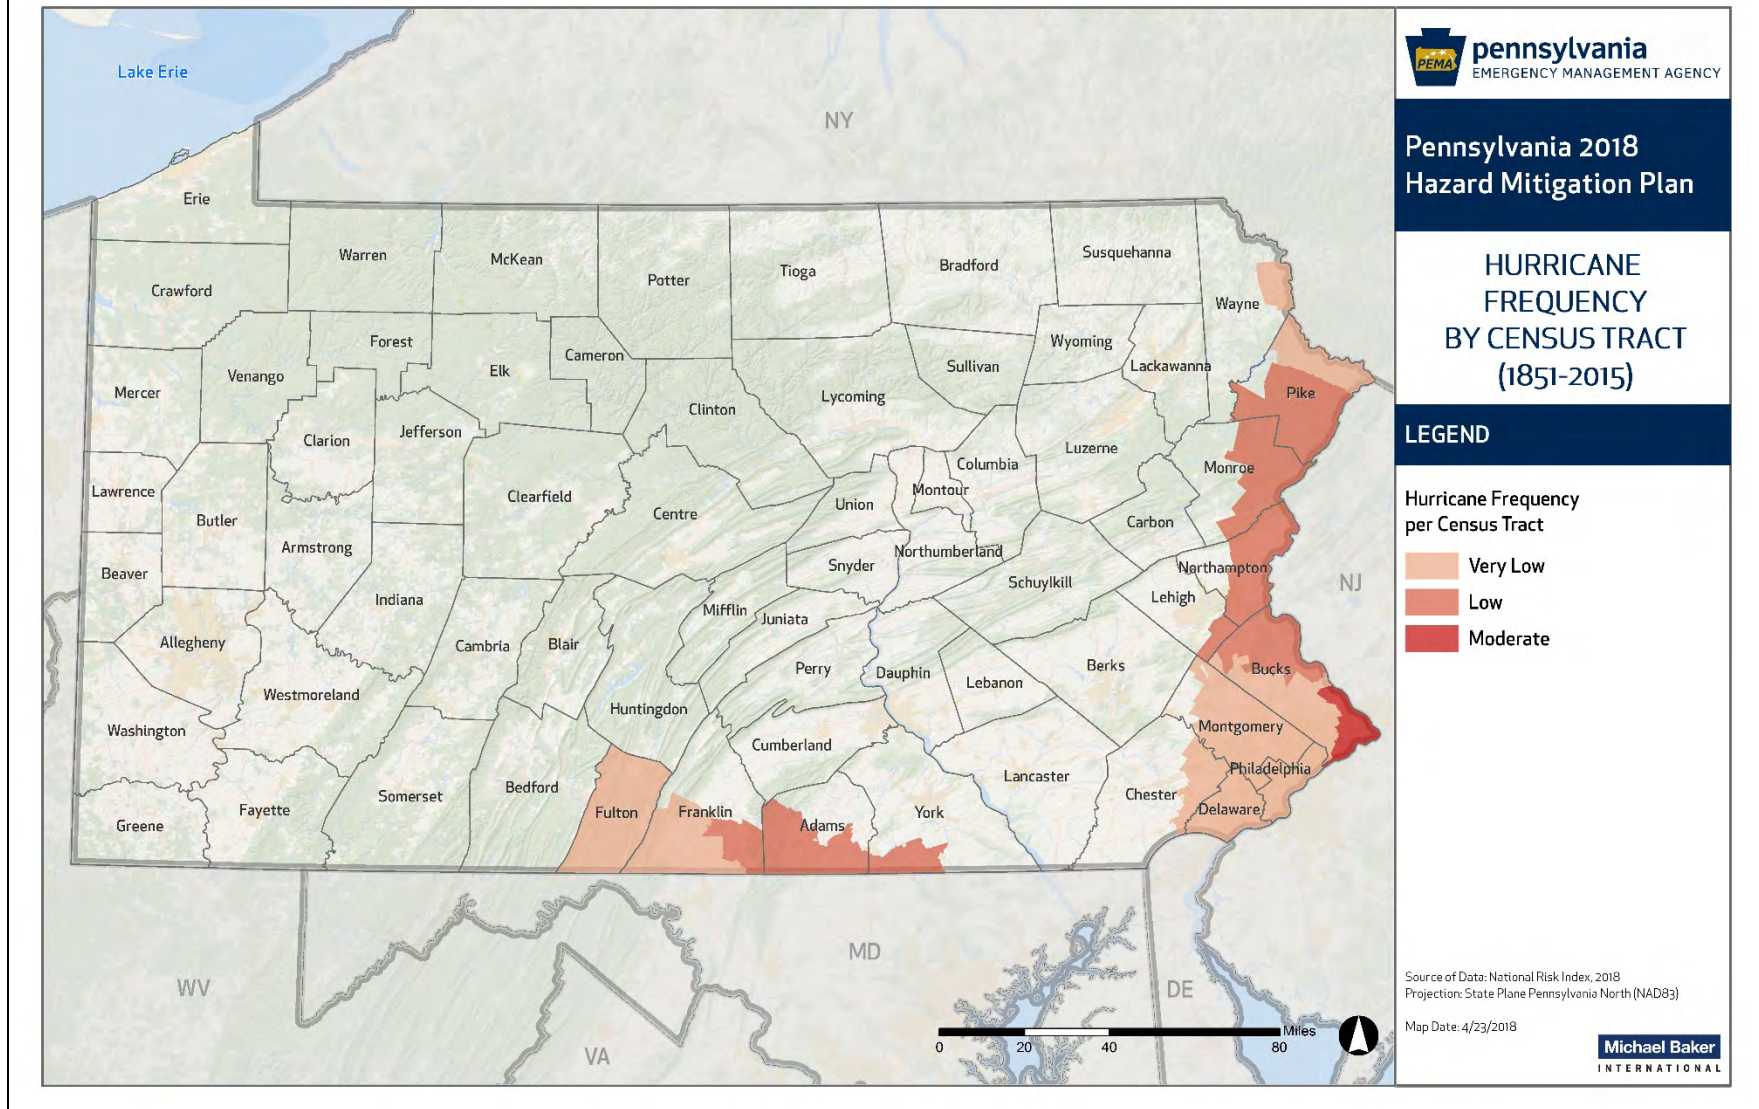 pennsylvania
PEMA
EMERGENCY MANAGEMENT AGENCY
Pennsylvania 2018
Hazard Mitigation Plan
HURRICANE
FREQUENCY
BY CENSUS TRACT
(1851-2015)
LEGEND
Hurricane Frequency
per Census Tract
Very Low
Low
Moderate
Source of Data: National Risk Index, 2018
Projection: State Plane Pennsylvania North (NAD83)
Map Date: 4/23/2018
Michael Baker
INTERNATIONAL
Lake Erie
NY
Erie
Warren
McKean
Potter
Tioga
Bradford
Susquehanna
Wayne
Crawford
Forest
Cameron
Elk
Wyoming
Lackawanna
Sullivan
Pike
Mercer
Venango
Clinton
Lycoming
Clarion
Jefferson
Luzerne
Monroe
Columbia
Montour
Lawrence
Clearfield
Centre
Union
Butler
Carbon
Armstrong
Northumberland
Snyder
Northampton
Beaver
Schuylkill
NJ
Indiana
Lehigh
Mifflin
Juniata
Allegheny
Cambria
Blair
Perry
Dauphin
Berks
Bucks
Lebanon
Westmoreland
Huntingdon
Washington
Cumberland
Montgomery
Lancaster
Philadelphia
Bedford
Somerset
Chester
Fayette
Fulton
Franklin
Adams
York
Delaware
Greene
MD
WV
DE
VA
Miles
0 20 40 80